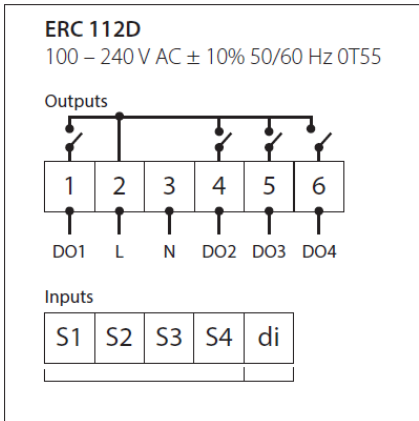 ERC 112D
100 – 240 V AC ± 10% 50/60 Hz 0T55
Outputs
1 2 3 4 5 6
DO1 L N DO2 DO3 DO4
Inputs
S1 S2 S3 S4 di